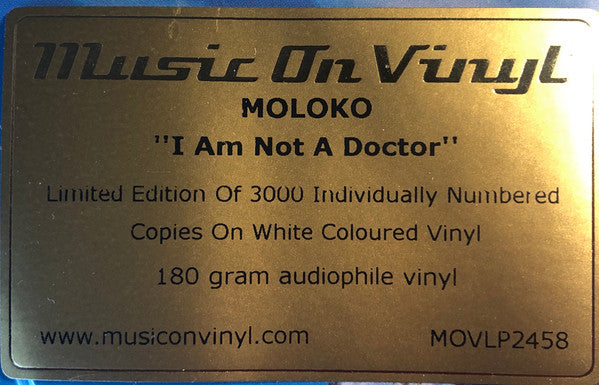 Music On Vinyl
MOLOKO
"I Am Not A Doctor"
Limited Edition Of 3000 Individually Numbered
Copies On White Coloured Vinyl
180 gram audiophile vinyl
www.musiconvinyl.com MOVLP2458